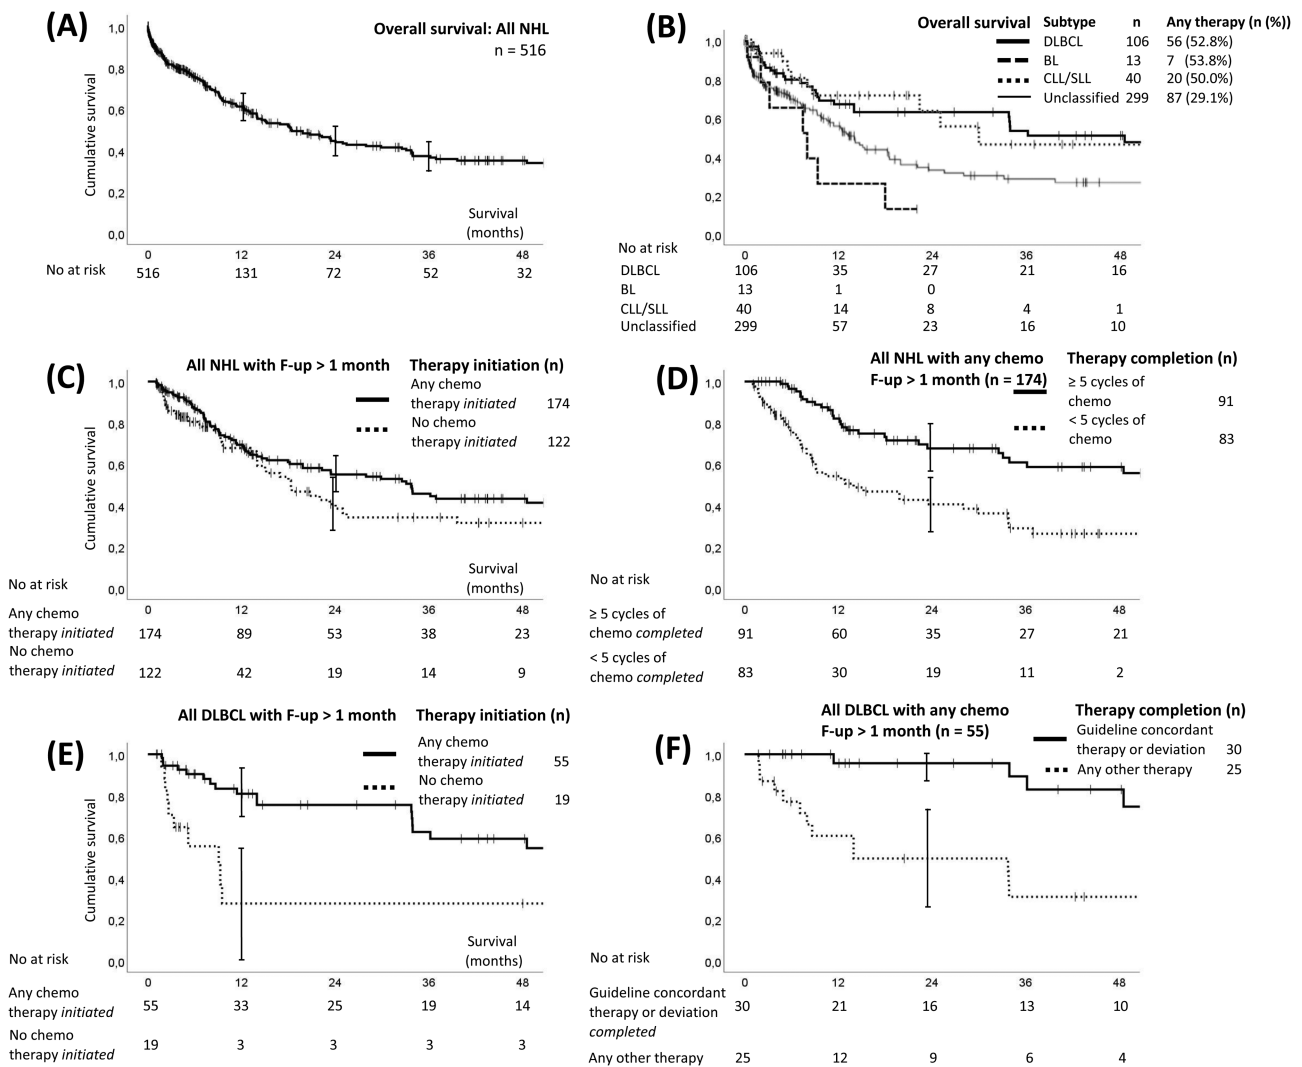 (A)
Overall survival: All NHL
n = 516
Cumulative survival
1,0
0,8
0,6
0,4
0,2
0,0
Survival
(months)
0 12 24 36 48
No at risk 516 131 72 52 32
(B)
Overall survival Subtype n Any therapy (n (%))
DLBCL 106 56 (52.8%)
BL 13 7 (53.8%)
CLL/SLL 40 20 (50.0%)
Unclassified 299 87 (29.1%)
1,0
0,8
0,6
0,4
0,2
0,0
No at risk
0 12 24 36 48
DLBCL 106 35 27 21 16
BL 13 1 0
CLL/SLL 40 14 8 4 1
Unclassified 299 57 23 16 10
(C)
All NHL with F-up > 1 month Therapy initiation (n)
Any chemo
therapy initiated 174
No chemo
therapy initiated 122
Cumulative survival
1,0
0,8
0,6
0,4
0,2
0,0
Survival
(months)
No at risk
0 12 24 36 48
Any chemo
therapy initiated 174 89 53 38 23
No chemo
therapy initiated 122 42 19 14 9
(D)
All NHL with any chemo
F-up > 1 month (n = 174)
Therapy completion (n)
≥ 5 cycles of
chemo 91
< 5 cycles of
chemo 83
1,0
0,8
0,6
0,4
0,2
0,0
No at risk
0 12 24 36 48
≥ 5 cycles of
chemo completed 91 60 35 27 21
< 5 cycles of
chemo completed 83 30 19 11 2
(E)
All DLBCL with F-up > 1 month Therapy initiation (n)
Any chemo
therapy initiated 55
No chemo
therapy initiated 19
Cumulative survival
1,0
0,8
0,6
0,4
0,2
0,0
Survival
(months)
No at risk
0 12 24 36 48
Any chemo
therapy initiated 55 33 25 19 14
No chemo
therapy initiated 19 3 3 3 3
(F)
All DLBCL with any chemo
F-up > 1 month (n = 55)
Therapy completion (n)
Guideline concordant
therapy or deviation 30
Any other therapy 25
1,0
0,8
0,6
0,4
0,2
0,0
No at risk
0 12 24 36 48
Guideline concordant
therapy or deviation 30 21 16 13 10
completed
Any other therapy 25 12 9 6 4